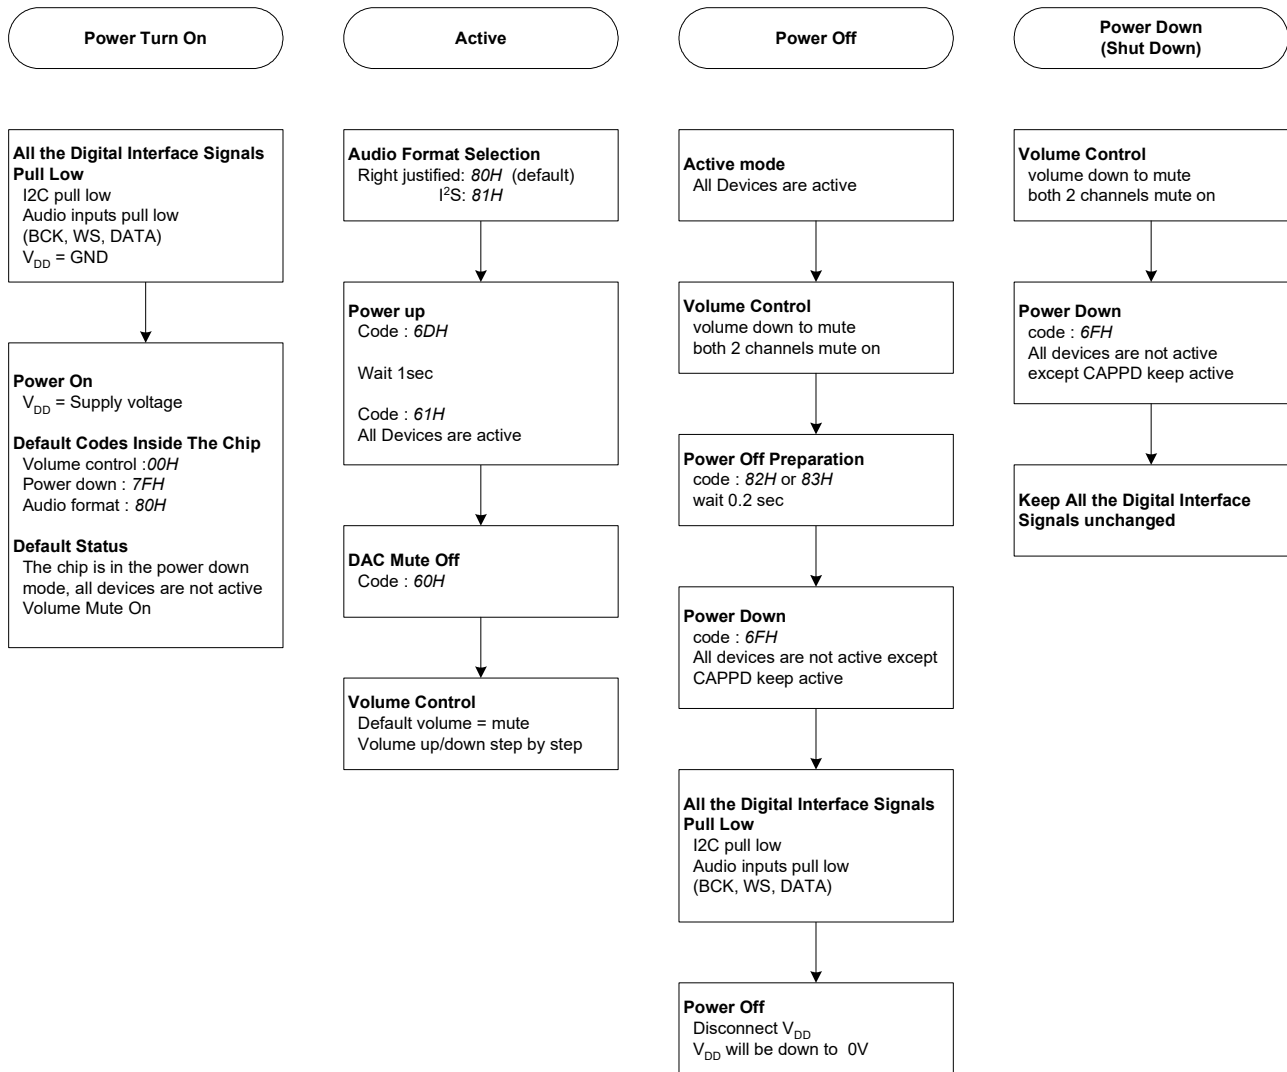 Power Turn On
All the Digital Interface Signals
Pull Low
I2C pull low
Audio inputs pull low
(BCK, WS, DATA)
VDD = GND
Power On
VDD = Supply voltage
Default Codes Inside The Chip
Volume control :00H
Power down : 7FH
Audio format : 80H
Default Status
The chip is in the power down
mode, all devices are not active
Volume Mute On
Active
Audio Format Selection
Right justified: 80H (default)
I²S: 81H
Power up
Code : 6DH
Wait 1sec
Code : 61H
All Devices are active
DAC Mute Off
Code : 60H
Volume Control
Default volume = mute
Volume up/down step by step
Power Off
Active mode
All Devices are active
Volume Control
volume down to mute
both 2 channels mute on
Power Off Preparation
code : 82H or 83H
wait 0.2 sec
Power Down
code : 6FH
All devices are not active except
CAPPD keep active
All the Digital Interface Signals
Pull Low
I2C pull low
Audio inputs pull low
(BCK, WS, DATA)
Power Off
Disconnect VDD
VDD will be down to 0V
Power Down
(Shut Down)
Volume Control
volume down to mute
both 2 channels mute on
Power Down
code : 6FH
All devices are not active
except CAPPD keep active
Keep All the Digital Interface
Signals unchanged